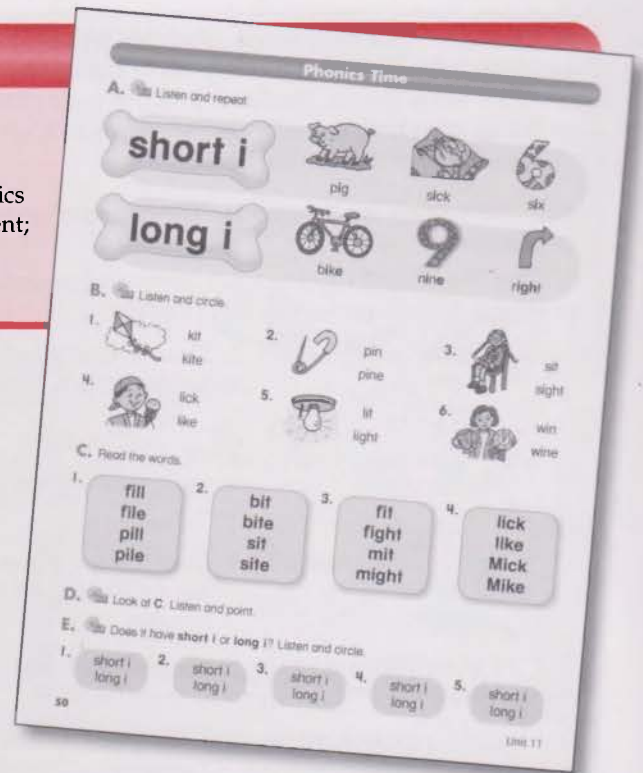 ics
ent;
Phonics Time
A. Listen and repeat.
short i
pig sick six
long i
bike nine right
B. Listen and circle.
1. kit kite
2. pin pine
3. sit sight
4. lick like
5. lit light
6. win wine
C. Read the words.
1. fill file pill pile
2. bit bite sit site
3. fit fight mit might
4. lick like Mick Mike
D. Look at C. Listen and point.
E. Does it have short i or long i? Listen and circle.
1. short i long i
2. short i long i
3. short i long i
4. short i long i
5. short i long i
50
Unit 11